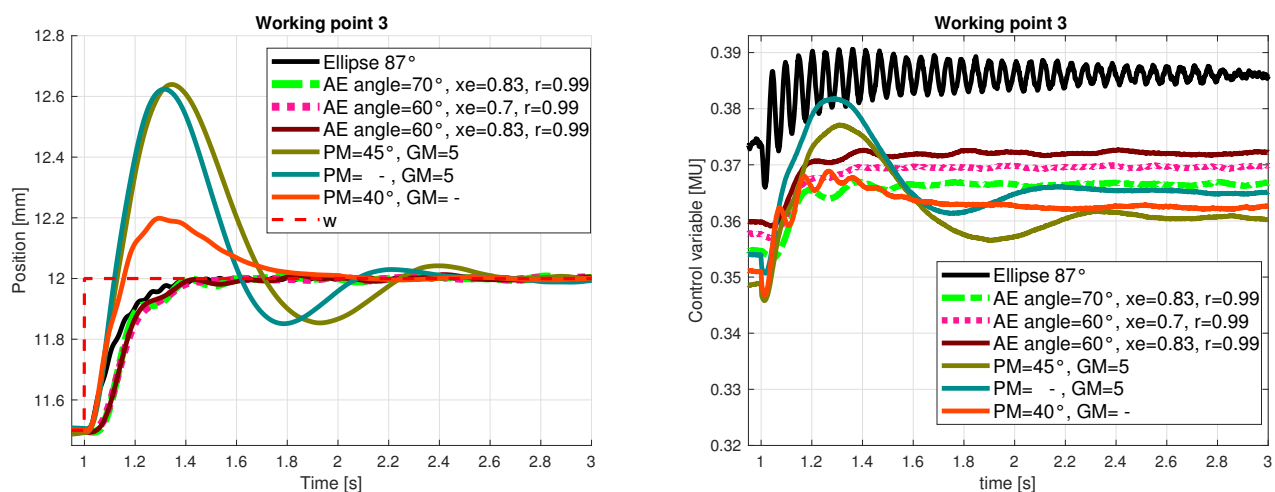 Working point 3
12.8
12.6
12.4
12.2
12
11.8
11.6
Position [mm]
Ellipse 87°
AE angle=70°, xe=0.83, r=0.99
AE angle=60°, xe=0.7, r=0.99
AE angle=60°, xe=0.83, r=0.99
PM=45°, GM=5
PM= -, GM=5
PM=40°, GM= -
w
1 1.2 1.4 1.6 1.8 2 2.2 2.4 2.6 2.8 3
Time [s]
Working point 3
0.39
0.38
0.37
0.36
0.35
0.34
0.33
0.32
Control variable [MU]
Ellipse 87°
AE angle=70°, xe=0.83, r=0.99
AE angle=60°, xe=0.7, r=0.99
AE angle=60°, xe=0.83, r=0.99
PM=45°, GM=5
PM= -, GM=5
PM=40°, GM= -
1 1.2 1.4 1.6 1.8 2 2.2 2.4 2.6 2.8 3
time [s]